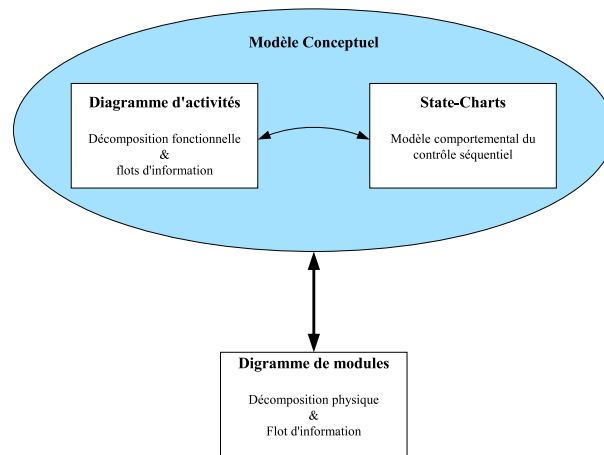 Modèle Conceptuel
Diagramme d'activités
Décomposition fonctionnelle
&
flots d'information
State-Charts
Modèle comportemental du
contrôle séquentiel
Digramme de modules
Décomposition physique
&
Flot d'information